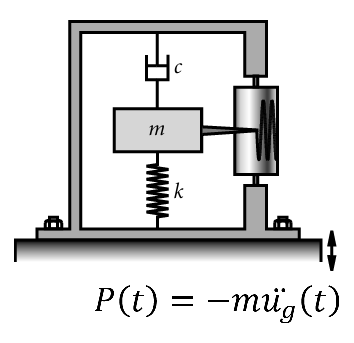 c
m
k
P(t) = −mü_g(t)